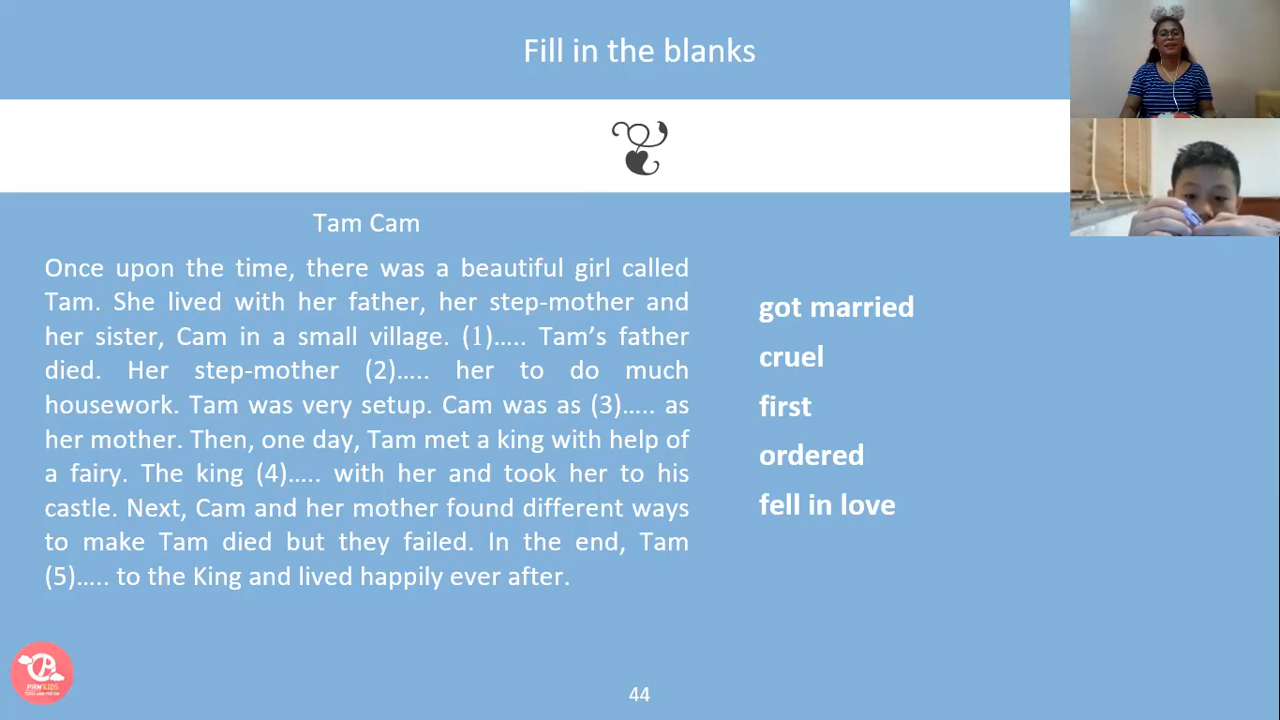 Fill in the blanks
Tam Cam
Once upon the time, there was a beautiful girl called
Tam. She lived with her father, her step-mother and
her sister, Cam in a small village. (1)….. Tam’s father
died. Her step-mother (2)….. her to do much
housework. Tam was very setup. Cam was as (3)….. as
her mother. Then, one day, Tam met a king with help of
a fairy. The king (4)….. with her and took her to his
castle. Next, Cam and her mother found different ways
to make Tam died but they failed. In the end, Tam
(5)….. to the King and lived happily ever after.
got married
cruel
first
ordered
fell in love
PANKIDS
44